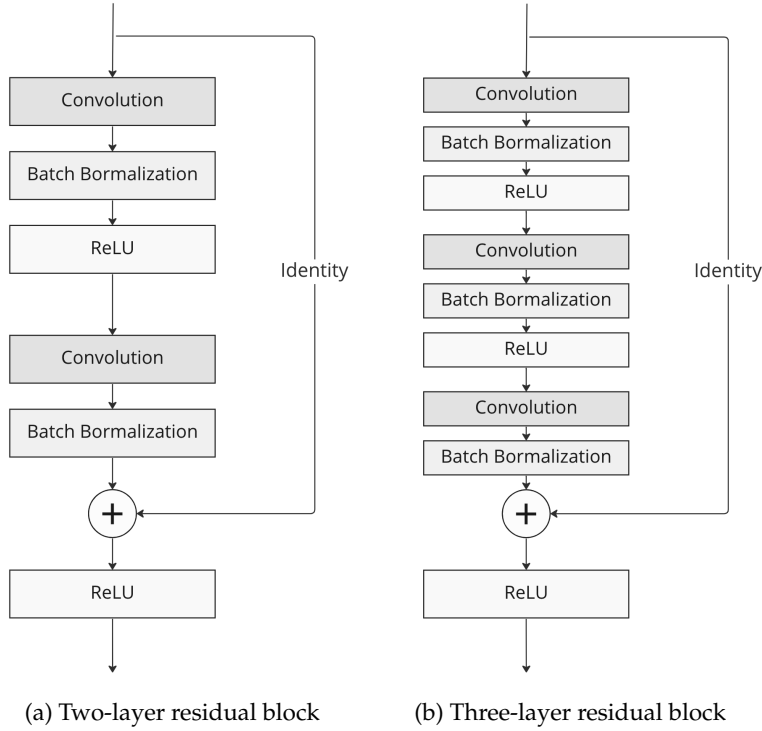 Convolution
Batch Bormalization
ReLU
Identity
Convolution
Batch Bormalization
ReLU
(a) Two-layer residual block
Convolution
Batch Bormalization
ReLU
Convolution
Batch Bormalization
ReLU
Identity
Convolution
Batch Bormalization
ReLU
(b) Three-layer residual block